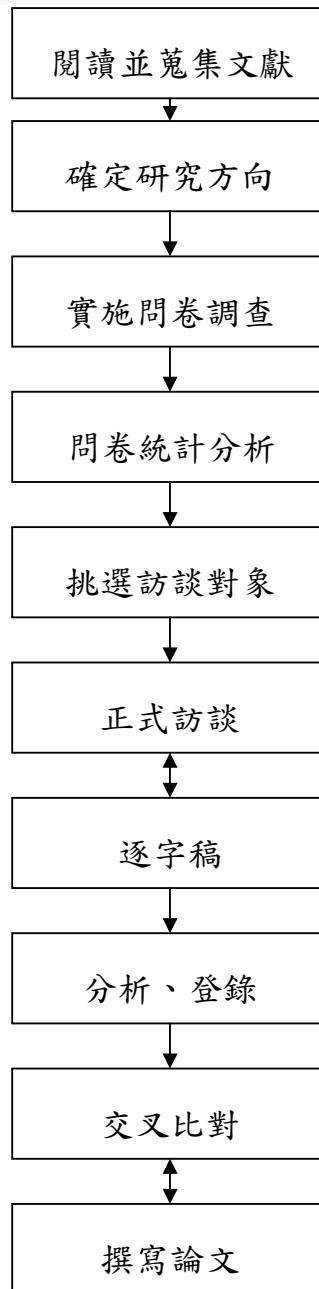 閱讀並蒐集文獻
確定研究方向
實施問卷調查
問卷統計分析
挑選訪談對象
正式訪談
逐字稿
分析、登錄
交叉比對
撰寫論文